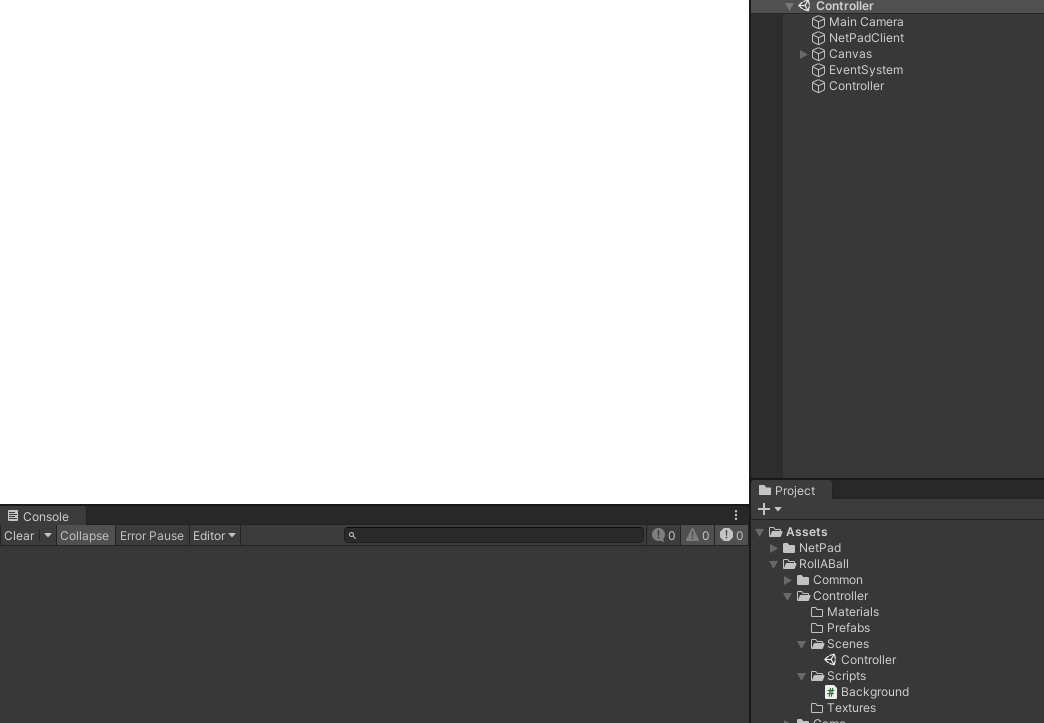 Controller
Main Camera
NetPadClient
Canvas
EventSystem
Controller
Console
Clear Collapse Error Pause Editor 0 0 0
Project
Assets
NetPad
RollABall
Common
Controller
Materials
Prefabs
Scenes
Controller
Scripts
Background
Textures